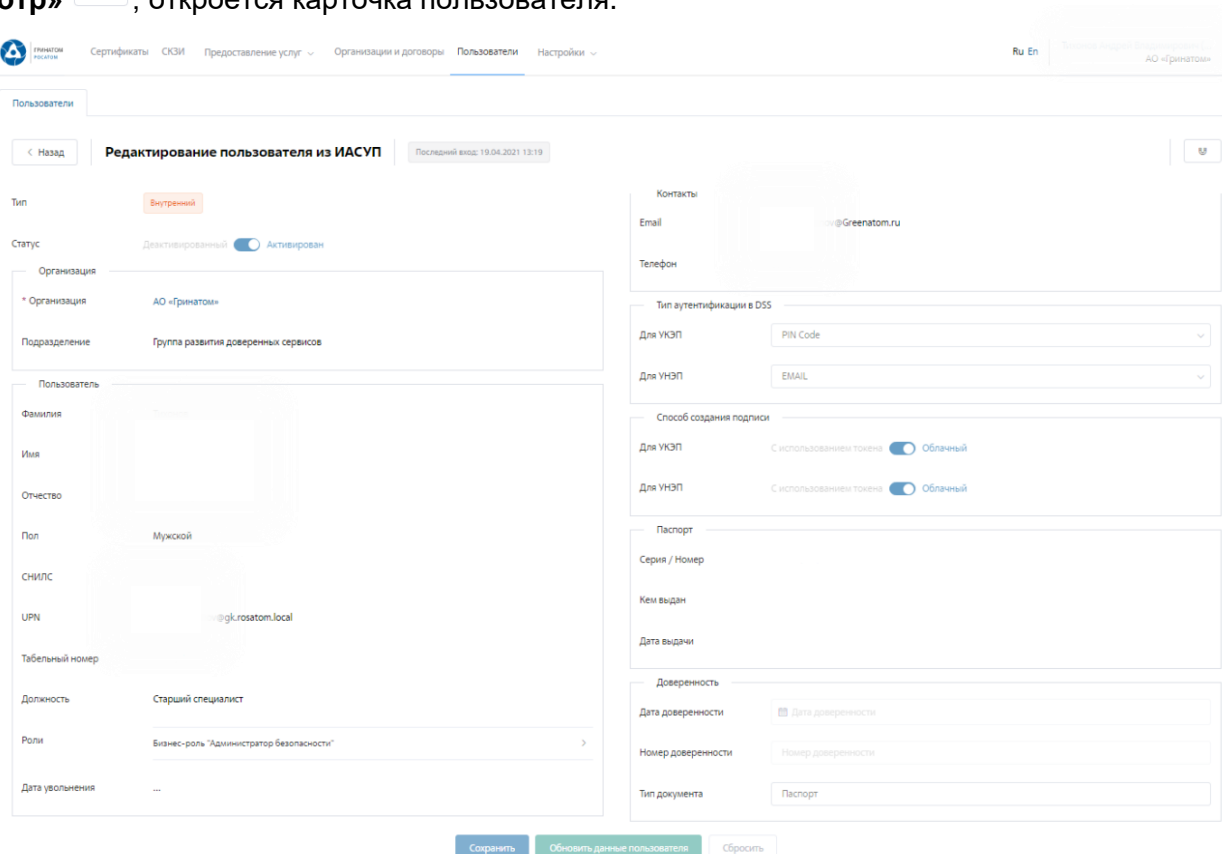 отр» , откроется карточка пользователя.
ГРИНАТОМ
РОСАТОМ
Сертификаты СКЗИ Предоставление услуг Организации и договоры Пользователи Настройки
Ru En
АО «Гринатом»
Пользователи
< Назад
Редактирование пользователя из ИАСУП
Последний вход: 19.04.2021 13:19
Тип Внутренний
Статус Деактивированный Активирован
Организация
* Организация АО «Гринатом»
Подразделение Группа развития доверенных сервисов
Пользователь
Фамилия
Имя
Отчество
Пол Мужской
СНИЛС
UPN @gk.rosatom.local
Табельный номер
Должность Старший специалист
Роли Бизнес-роль "Администратор безопасности" >
Дата увольнения ...
Контакты
Email @Greenatom.ru
Телефон
Тип аутентификации в DSS
Для УКЭП PIN Code
Для УНЭП EMAIL
Способ создания подписи
Для УКЭП С использованием токена Облачный
Для УНЭП С использованием токена Облачный
Паспорт
Серия / Номер
Кем выдан
Дата выдачи
Доверенность
Дата доверенности Дата доверенности
Номер доверенности Номер доверенности
Тип документа Паспорт
Сохранить Обновить данные пользователя Сбросить